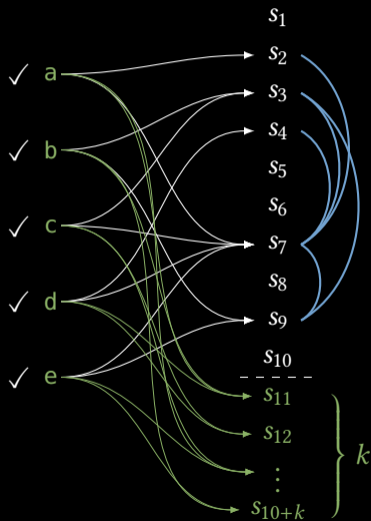 s₁
✓ a s₂
s₃
✓ b s₄
s₅
✓ c s₆
s₇
✓ d s₈
s₉
✓ e s₁₀
s₁₁
s₁₂
⋮ k
s₁₀₊ₖ